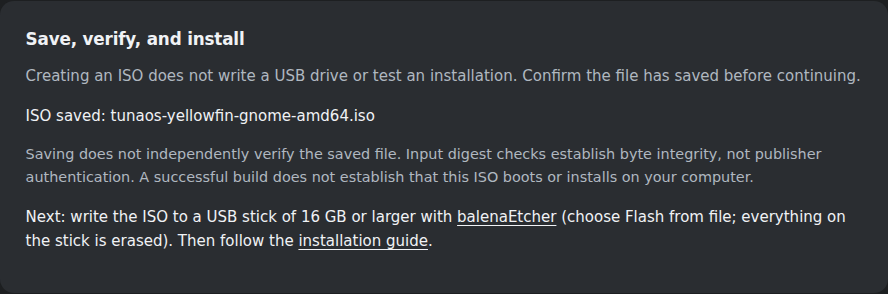 Save, verify, and install
Creating an ISO does not write a USB drive or test an installation. Confirm the file has saved before continuing.
ISO saved: tunaos-yellowfin-gnome-amd64.iso
Saving does not independently verify the saved file. Input digest checks establish byte integrity, not publisher
authentication. A successful build does not establish that this ISO boots or installs on your computer.
Next: write the ISO to a USB stick of 16 GB or larger with balenaEtcher (choose Flash from file; everything on
the stick is erased). Then follow the installation guide.